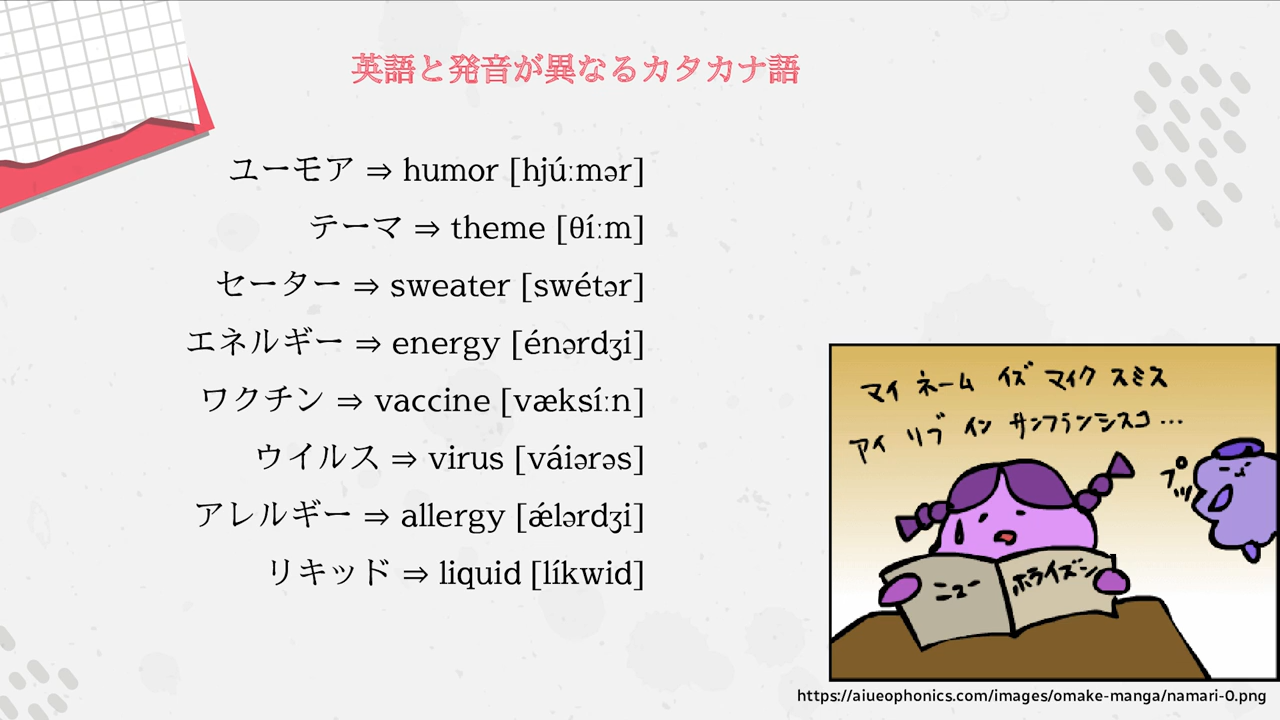 英語と発音が異なるカタカナ語
ユーモア ⇒ humor [hjúːmər]
テーマ ⇒ theme [θíːm]
セーター ⇒ sweater [swétər]
エネルギー ⇒ energy [énərdʒi]
ワクチン ⇒ vaccine [væksíːn]
ウイルス ⇒ virus [váiərəs]
アレルギー ⇒ allergy [ǽlərdʒi]
リキッド ⇒ liquid [líkwid]
マイ ネーム イズ マイク スミス
アイ リブ イン サンフランシスコ…
プッ
ニュー
ホライズン
https://aiueophonics.com/images/omake-manga/namari-0.png